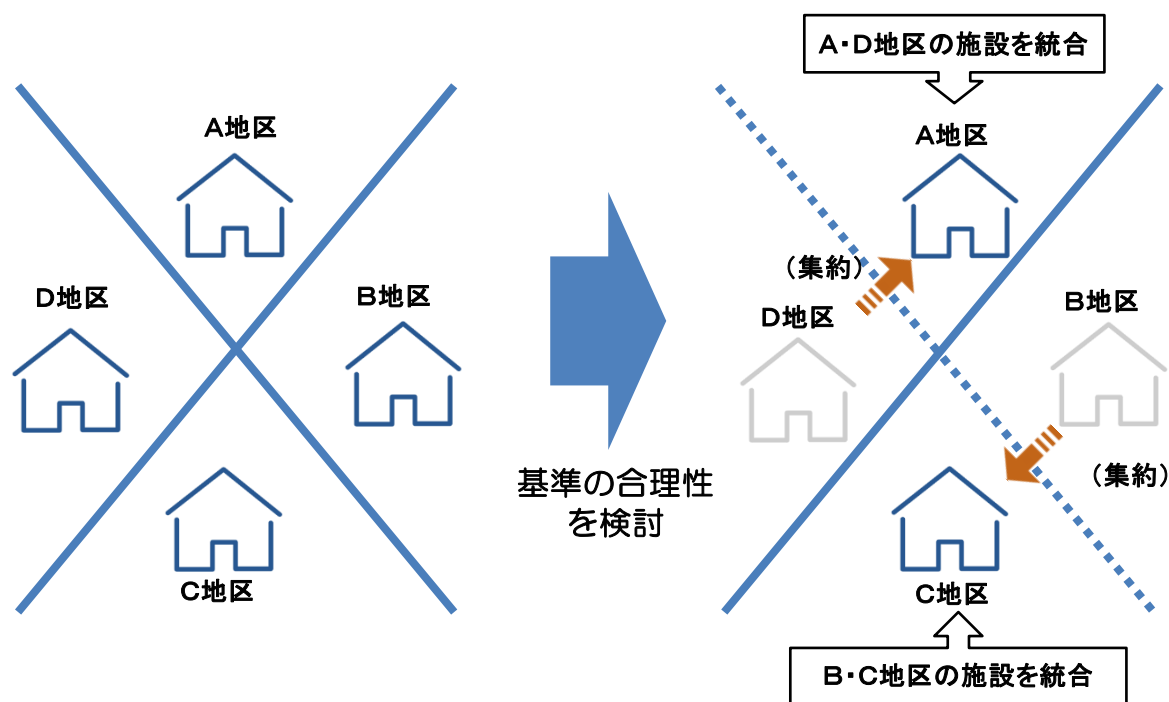 A地区
D地区
B地区
C地区
基準の合理性
を検討
A・D地区の施設を統合
A地区
（集約）
D地区
B地区
（集約）
C地区
B・C地区の施設を統合